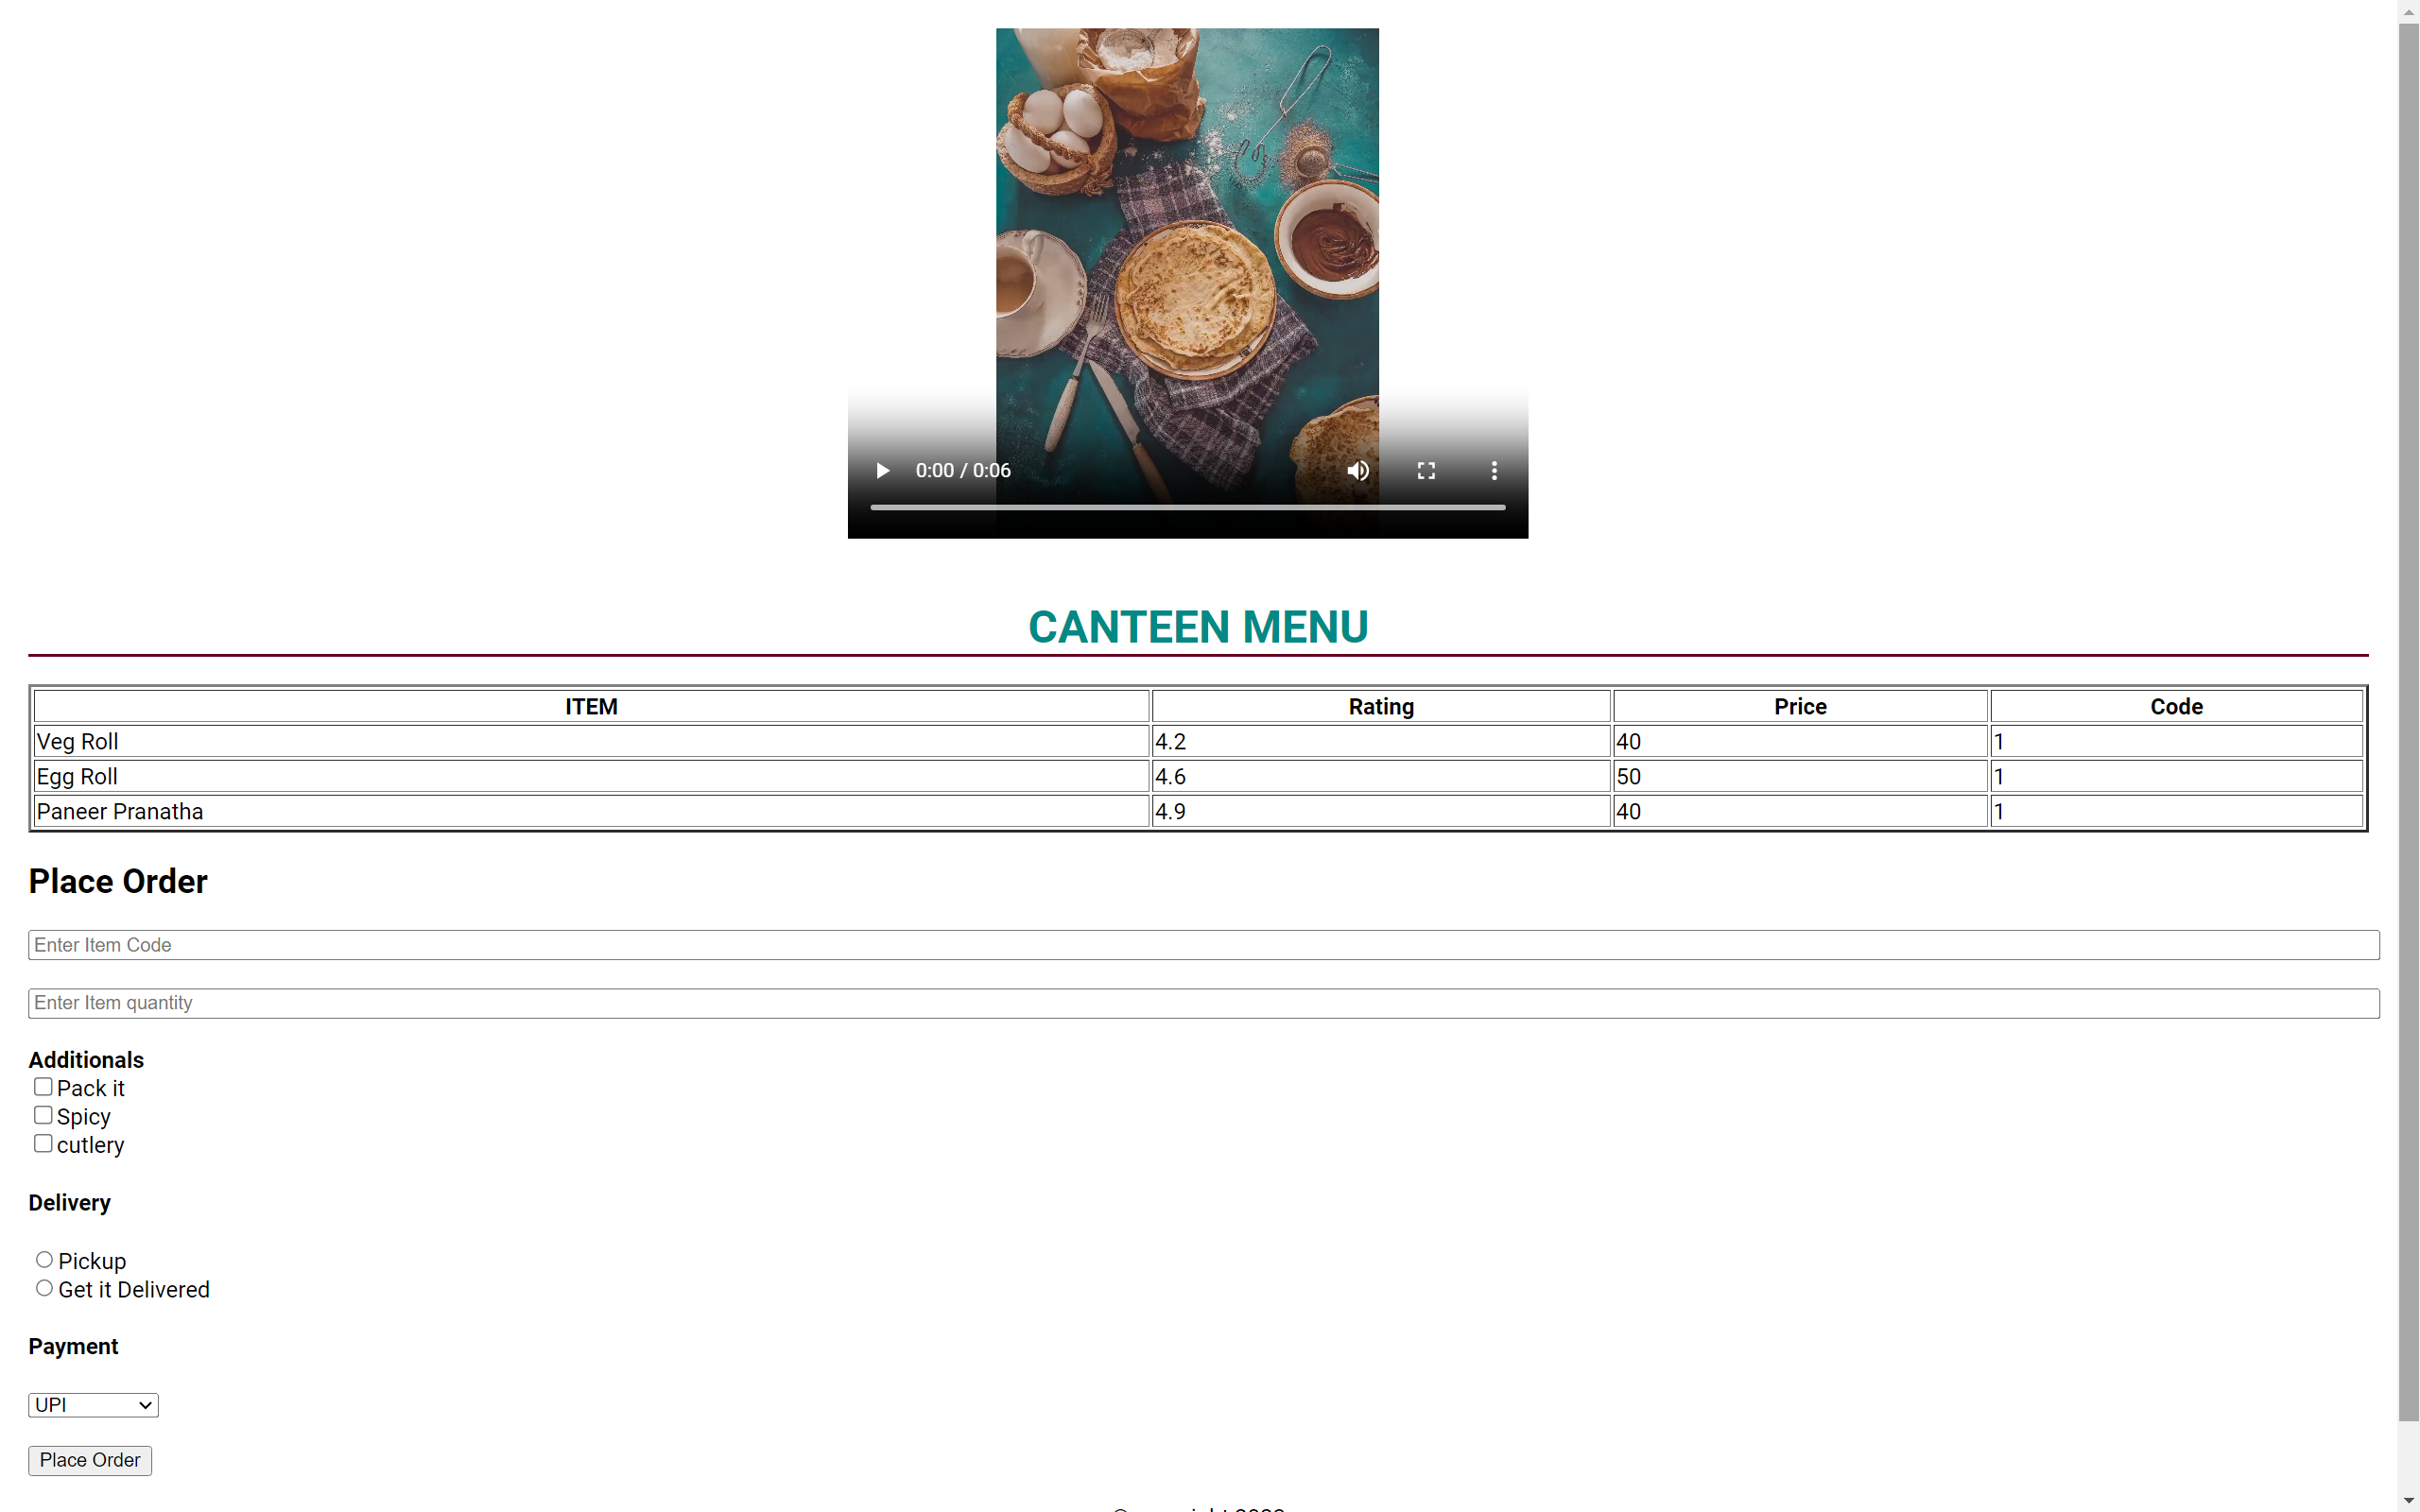 0:00 / 0:06
CANTEEN MENU
ITEM Rating Price Code
Veg Roll 4.2 40 1
Egg Roll 4.6 50 1
Paneer Pranatha 4.9 40 1
Place Order
Enter Item Code
Enter Item quantity
Additionals
Pack it
Spicy
cutlery
Delivery
Pickup
Get it Delivered
Payment
UPI
Place Order